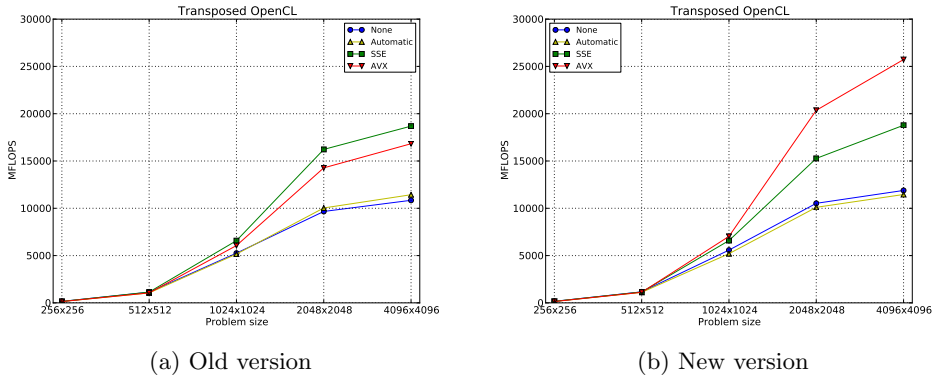 Transposed OpenCL
30000
25000
20000
15000
10000
5000
0
MFLOPS
None
Automatic
SSE
AVX
256x256 512x512 1024x1024 2048x2048 4096x4096
Problem size
(a) Old version
Transposed OpenCL
30000
25000
20000
15000
10000
5000
0
MFLOPS
None
Automatic
SSE
AVX
256x256 512x512 1024x1024 2048x2048 4096x4096
Problem size
(b) New version